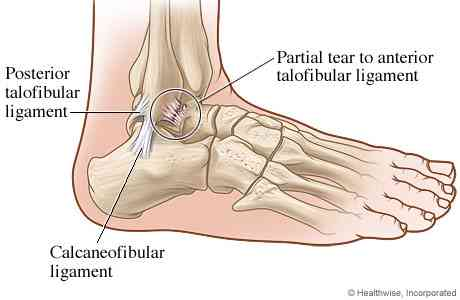 Posterior
talofibular
ligament
Partial tear to anterior
talofibular ligament
Calcaneofibular
ligament
© Healthwise, Incorporated